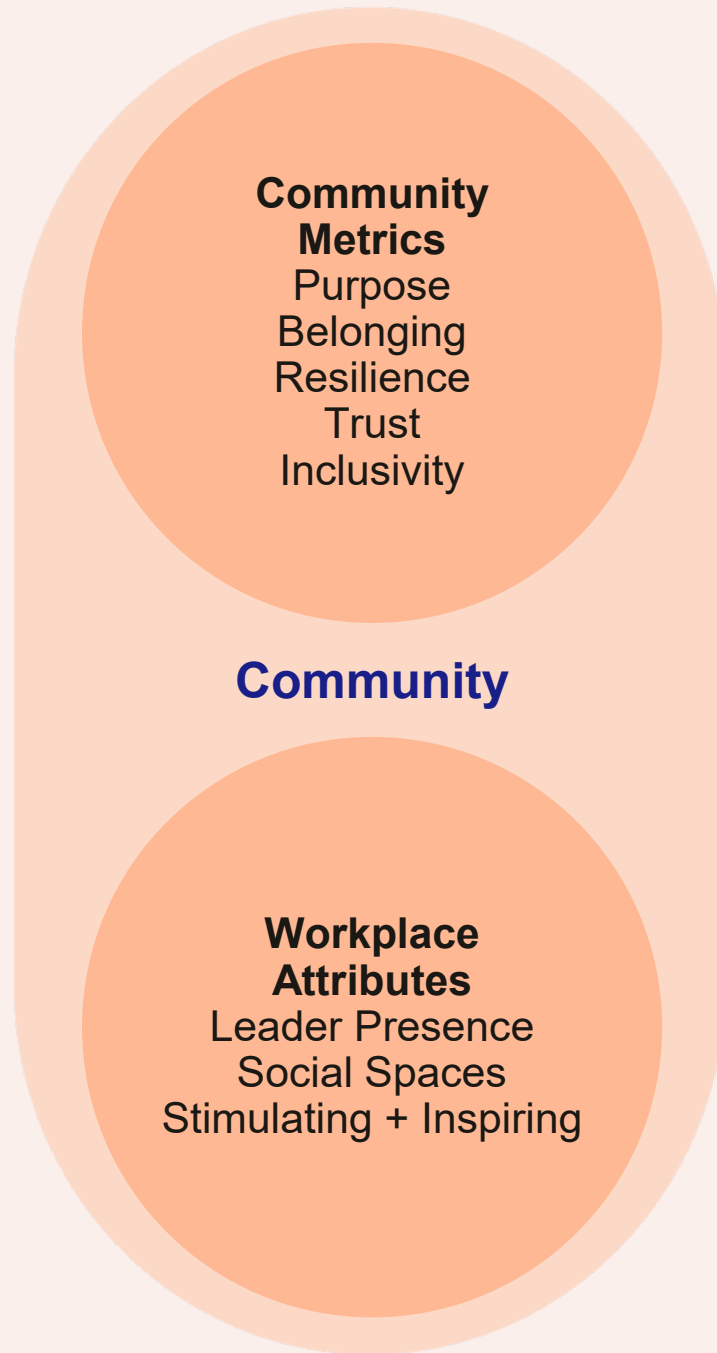 Community
Metrics
Purpose
Belonging
Resilience
Trust
Inclusivity
Community
Workplace
Attributes
Leader Presence
Social Spaces
Stimulating + Inspiring